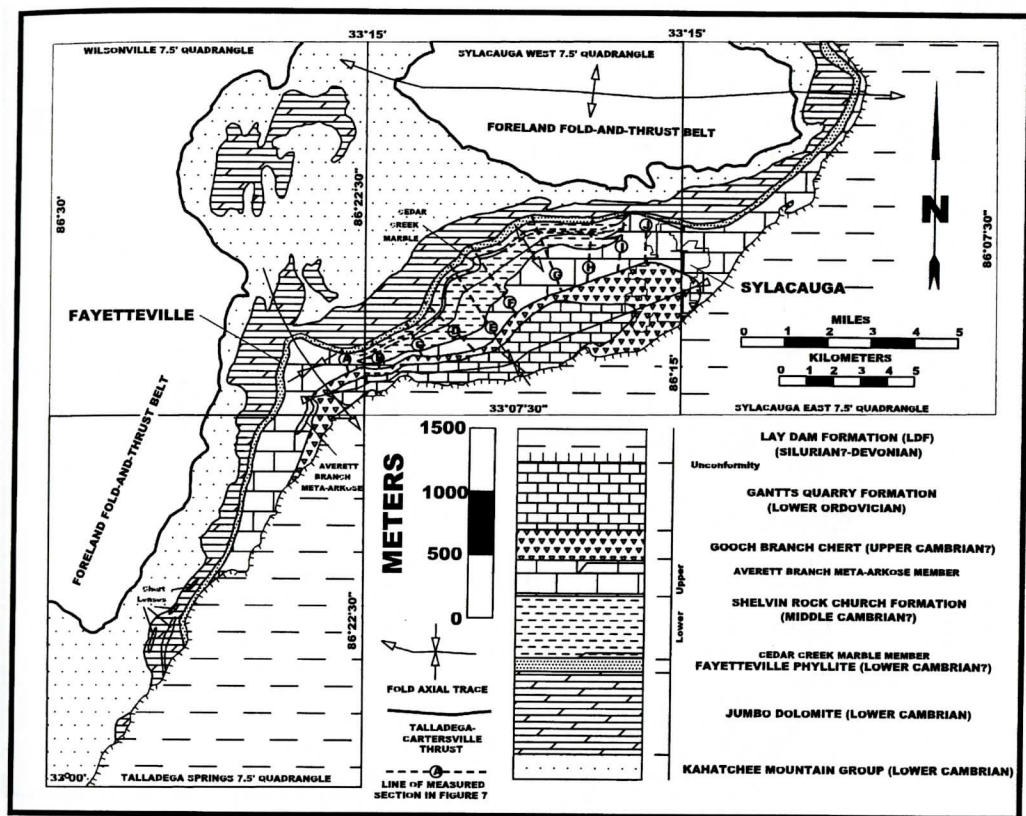 33°15'
33°15'
WILSONVILLE 7.5' QUADRANGLE
SYLACAUGA WEST 7.5' QUADRANGLE
FORELAND FOLD-AND-THRUST BELT
N
86°30'
86°22'30"
86°07'30"
CEDAR
CREEK
MARBLE
FAYETTEVILLE
SYLACAUGA
J
I
H
G
F
E
D
C
B
A
MILES
0 1 2 3 4 5
KILOMETERS
0 1 2 3 4 5
86°15'
33°07'30"
SYLACAUGA EAST 7.5' QUADRANGLE
FORELAND FOLD-AND-THRUST BELT
AVERETT
BRANCH
META-ARKOSE
Chert
Lenses
86°22'30"
33°00'
TALLADEGA SPRINGS 7.5' QUADRANGLE
METERS
1500
1000
500
0
FOLD AXIAL TRACE
TALLADEGA-
CARTERSVILLE
THRUST
A
LINE OF MEASURED
SECTION IN FIGURE 7
LAY DAM FORMATION (LDF)
(SILURIAN?-DEVONIAN)
Unconformity
GANTTS QUARRY FORMATION
(LOWER ORDOVICIAN)
GOOCH BRANCH CHERT (UPPER CAMBRIAN?)
AVERETT BRANCH META-ARKOSE MEMBER
Upper
Lower
SHELVIN ROCK CHURCH FORMATION
(MIDDLE CAMBRIAN?)
CEDAR CREEK MARBLE MEMBER
FAYETTEVILLE PHYLLITE (LOWER CAMBRIAN?)
JUMBO DOLOMITE (LOWER CAMBRIAN)
KAHATCHEE MOUNTAIN GROUP (LOWER CAMBRIAN)